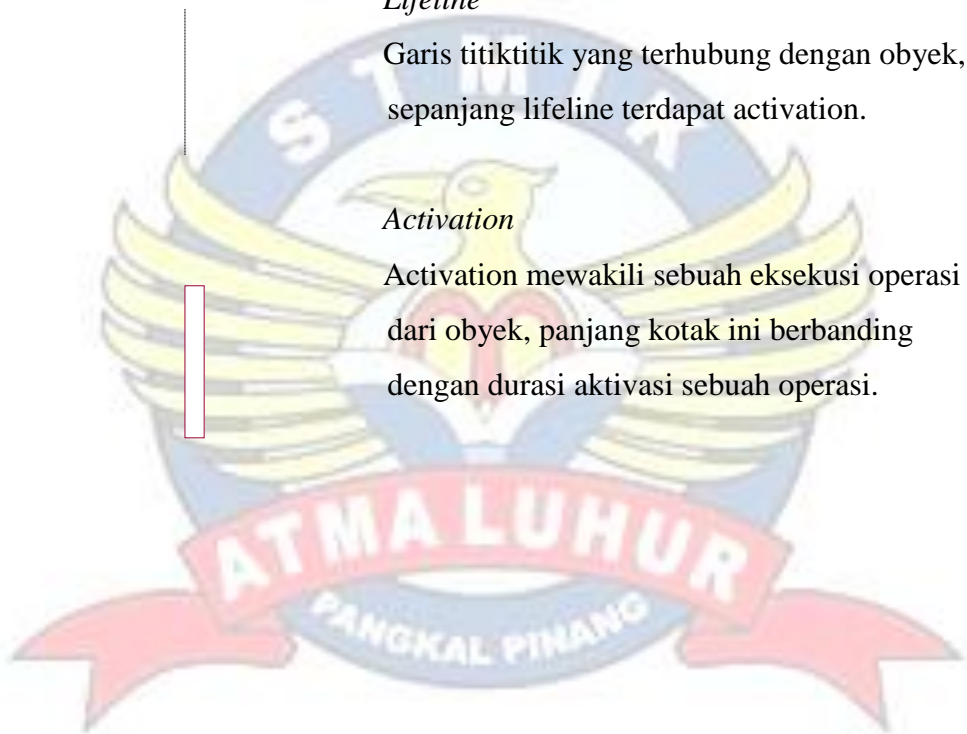 Lifeline
Garis titiktitik yang terhubung dengan obyek,
sepanjang lifeline terdapat activation.
Activation
Activation mewakili sebuah eksekusi operasi
dari obyek, panjang kotak ini berbanding
dengan durasi aktivasi sebuah operasi.
STMIK
ATMA LUHUR
PANGKAL PINANG